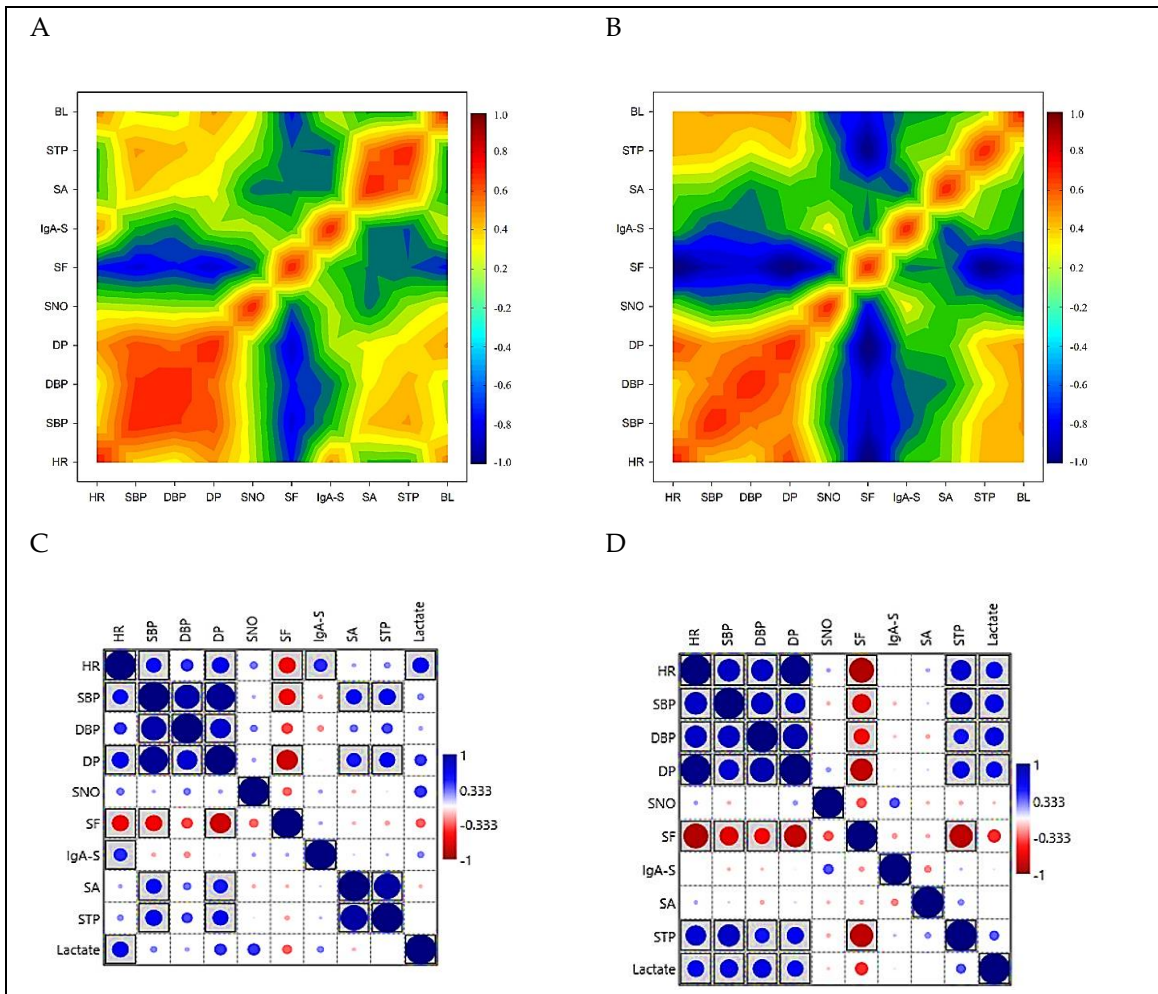 A
B
BL
STP
SA
IgA-S
SF
SNO
DP
DBP
SBP
HR
HR SBP DBP DP SNO SF IgA-S SA STP BL
1.0
0.8
0.6
0.4
0.2
0
-0.2
-0.4
-0.6
-0.8
-1.0
BL
STP
SA
IgA-S
SF
SNO
DP
DBP
SBP
HR
HR SBP DBP DP SNO SF IgA-S SA STP BL
1.0
0.8
0.6
0.4
0.2
0
-0.2
-0.4
-0.6
-0.8
-1.0
C
D
HR SBP DBP DP SNO SF IgA-S SA STP Lactate
HR
SBP
DBP
DP
SNO
SF
IgA-S
SA
STP
Lactate
1
0.333
-0.333
-1
HR SBP DBP DP SNO SF IgA-S SA STP Lactate
HR
SBP
DBP
DP
SNO
SF
IgA-S
SA
STP
Lactate
1
0.333
-0.333
-1